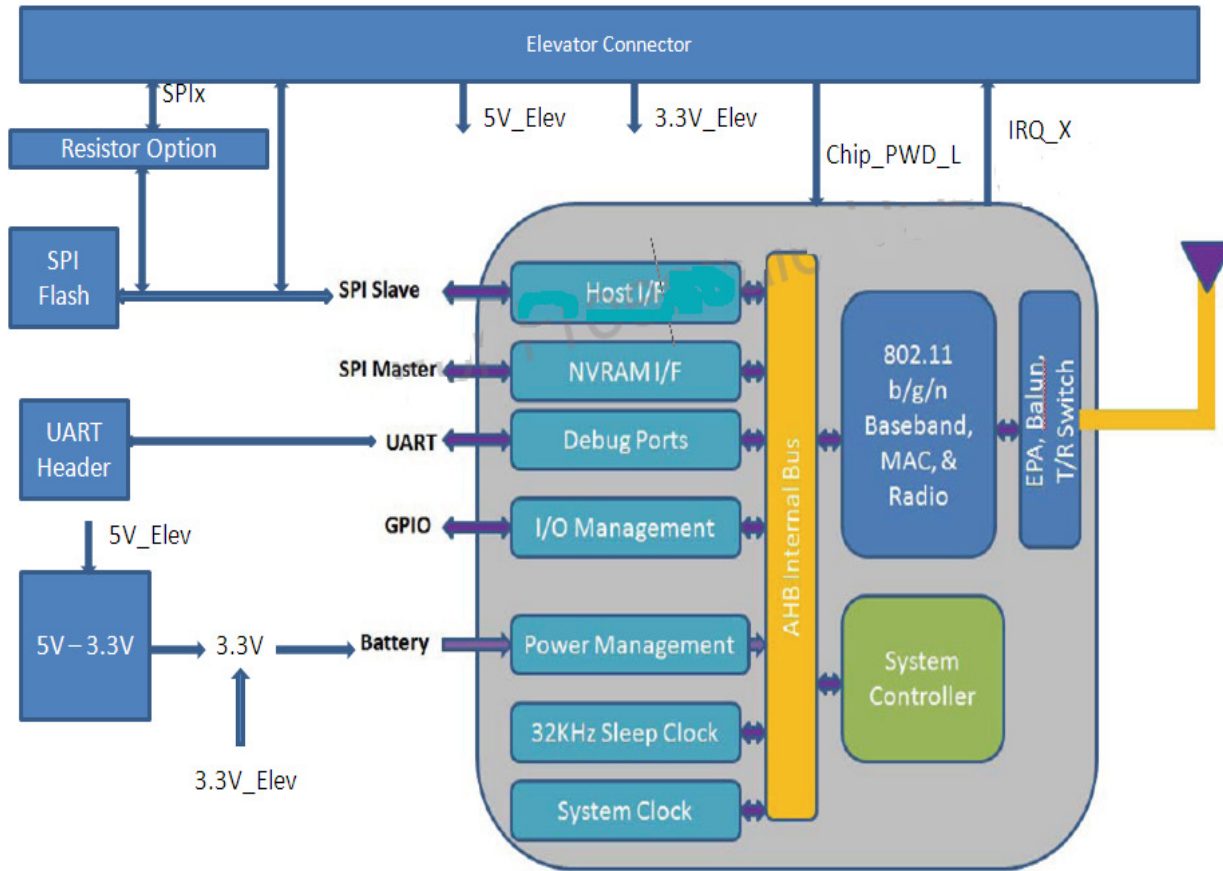 Elevator Connector
SPIx
5V_Elev
3.3V_Elev
Chip_PWD_L
IRQ_X
Resistor Option
SPI
Flash
SPI Slave
Host I/F
SPI Master
NVRAM I/F
UART
Header
UART
Debug Ports
GPIO
I/O Management
5V_Elev
5V – 3.3V
3.3V
Battery
Power Management
3.3V_Elev
32KHz Sleep Clock
System Clock
AHB Internal Bus
802.11
b/g/n
Baseband,
MAC, &
Radio
EPA, Balun,
T/R Switch
System
Controller